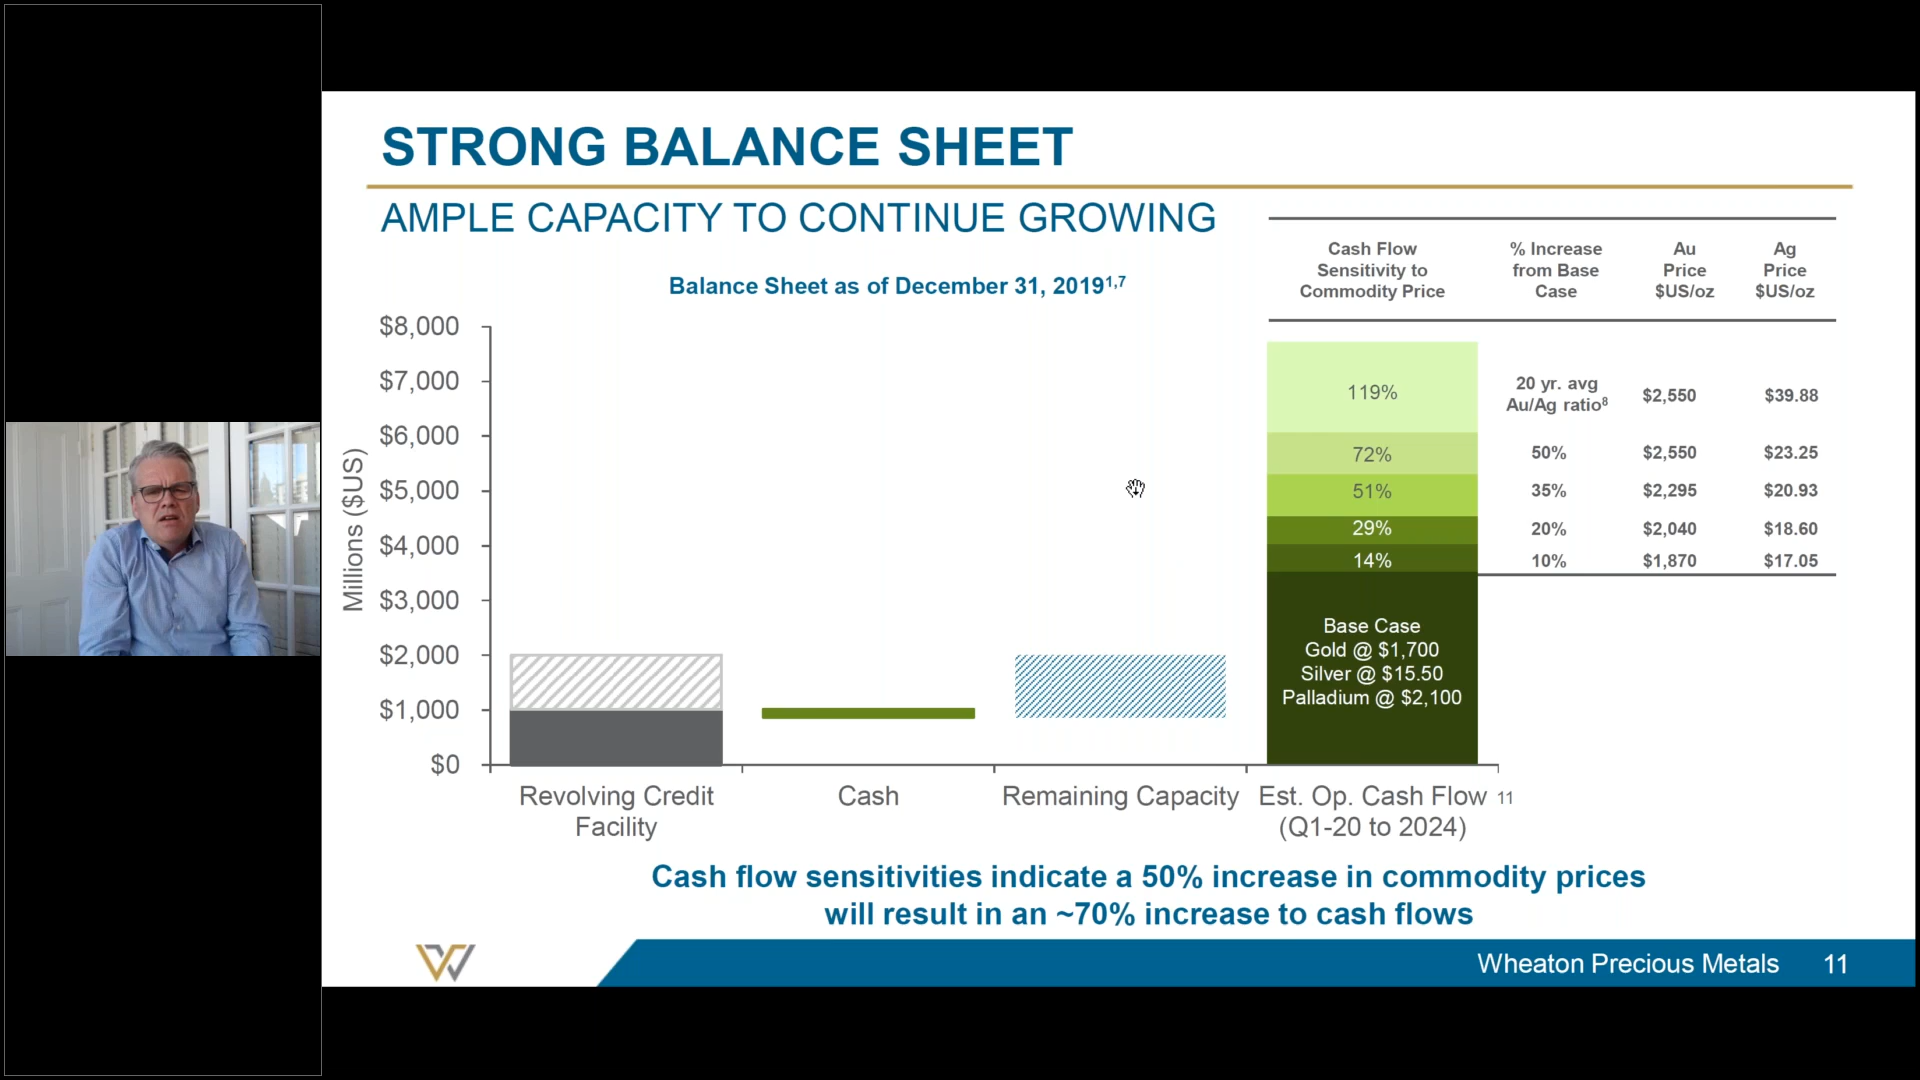 STRONG BALANCE SHEET
AMPLE CAPACITY TO CONTINUE GROWING
Balance Sheet as of December 31, 2019¹,⁷
Millions ($US)
$8,000
$7,000
$6,000
$5,000
$4,000
$3,000
$2,000
$1,000
$0
Revolving Credit
Facility
Cash
Remaining Capacity
Est. Op. Cash Flow 11
(Q1-20 to 2024)
Cash Flow
Sensitivity to
Commodity Price
% Increase
from Base
Case
Au
Price
$US/oz
Ag
Price
$US/oz
119%
20 yr. avg
Au/Ag ratio⁸
$2,550
$39.88
72% 50% $2,550 $23.25
51% 35% $2,295 $20.93
29% 20% $2,040 $18.60
14% 10% $1,870 $17.05
Base Case
Gold @ $1,700
Silver @ $15.50
Palladium @ $2,100
Cash flow sensitivities indicate a 50% increase in commodity prices
will result in an ~70% increase to cash flows
Wheaton Precious Metals 11